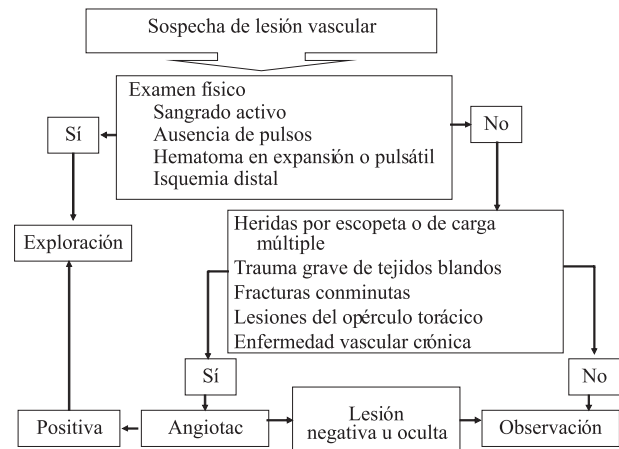 Sospecha de lesión vascular
Examen físico
Sangrado activo
Ausencia de pulsos
Hematoma en expansión o pulsátil
Isquemia distal
Sí
No
Exploración
Heridas por escopeta o de carga
múltiple
Trauma grave de tejidos blandos
Fracturas conminutas
Lesiones del opérculo torácico
Enfermedad vascular crónica
Sí
No
Positiva
Angiotac
Lesión
negativa u oculta
Observación